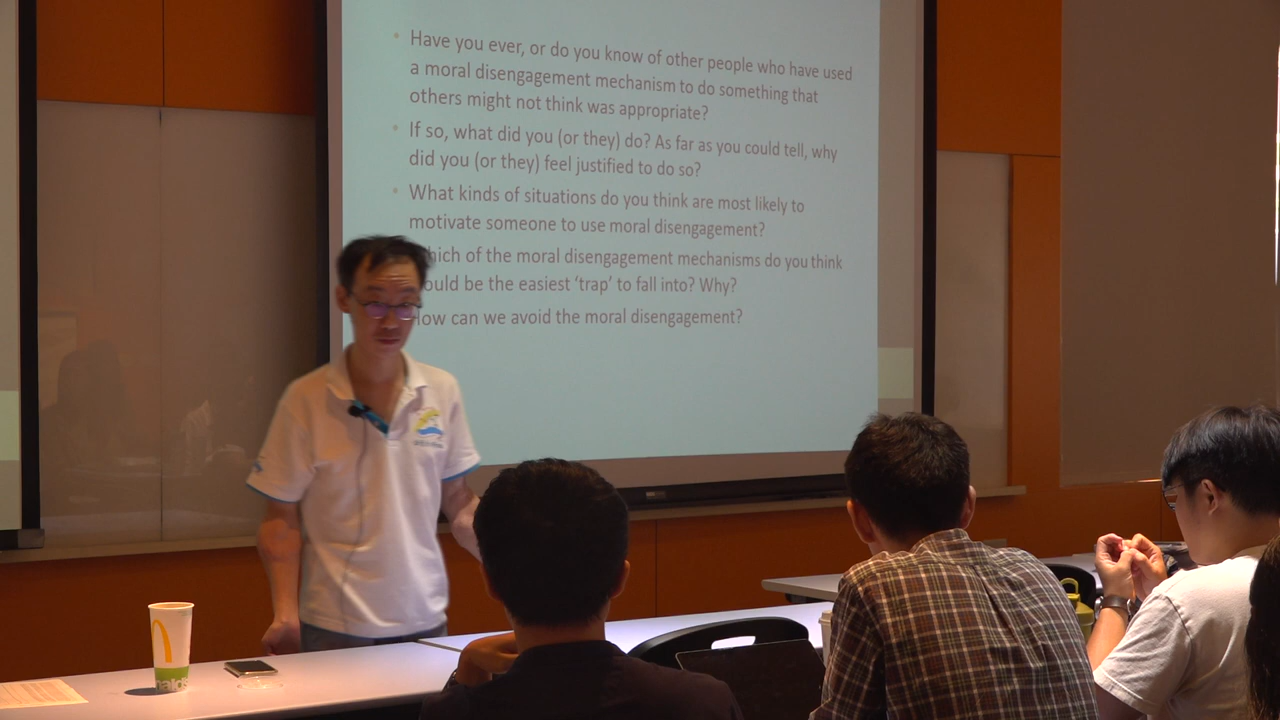 Have you ever, or do you know of other people who have used
a moral disengagement mechanism to do something that
others might not think was appropriate?
If so, what did you (or they) do? As far as you could tell, why
did you (or they) feel justified to do so?
What kinds of situations do you think are most likely to
motivate someone to use moral disengagement?
hich of the moral disengagement mechanisms do you think
ould be the easiest ‘trap’ to fall into? Why?
ow can we avoid the moral disengagement?